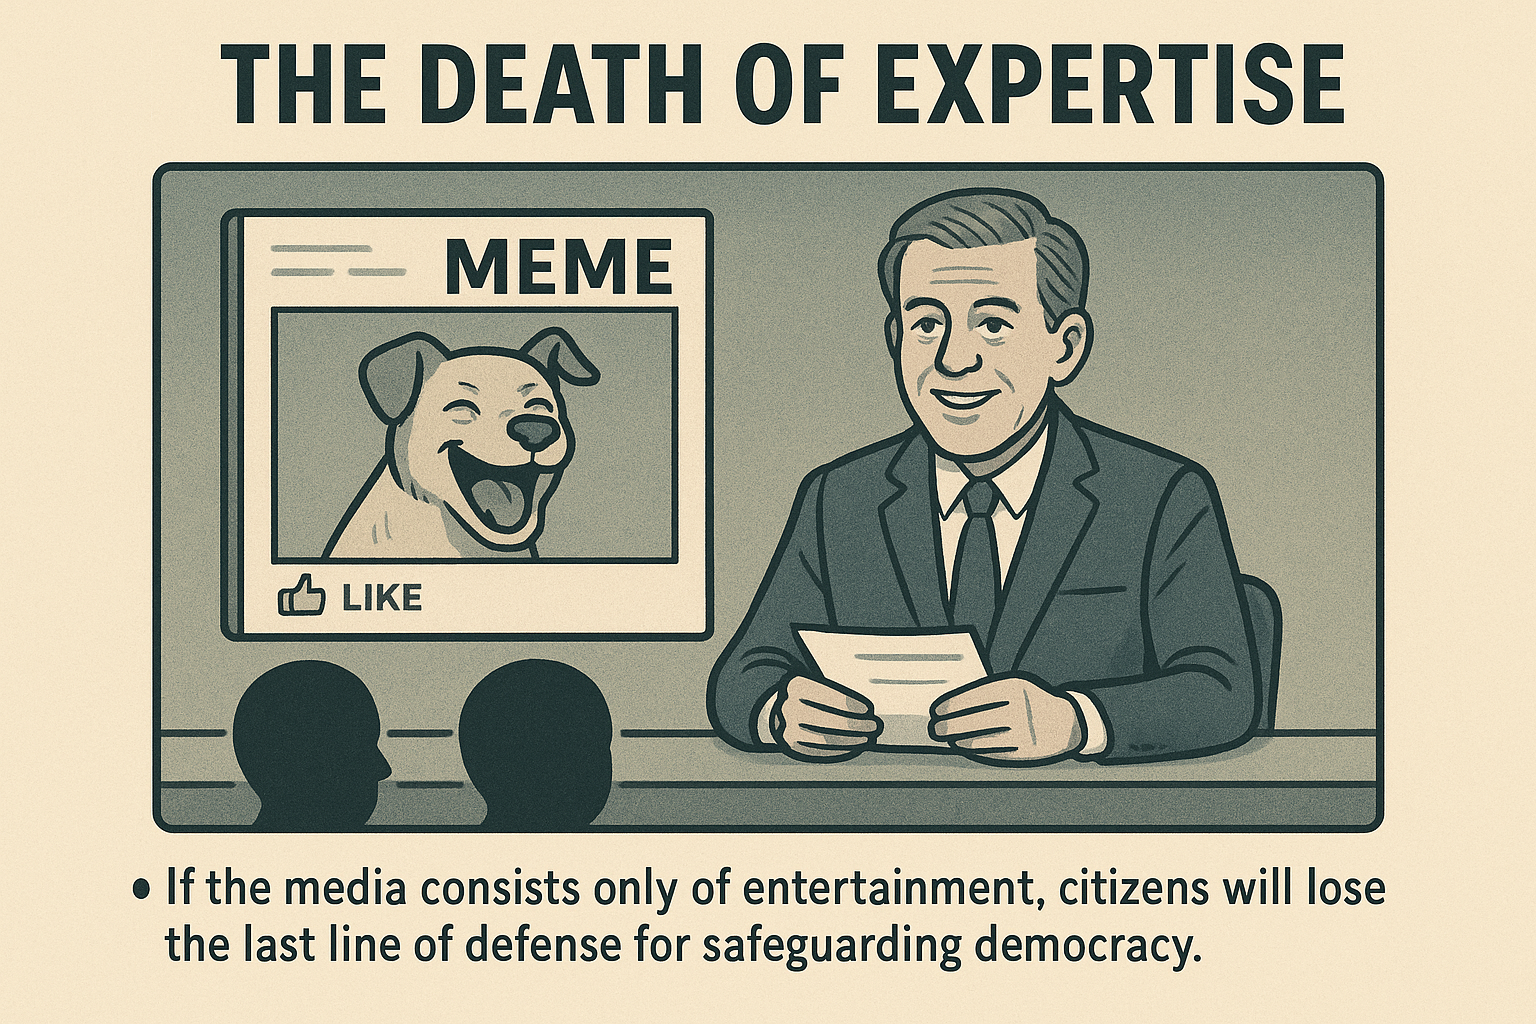 THE DEATH OF EXPERTISE
MEME
LIKE
• If the media consists only of entertainment, citizens will lose
the last line of defense for safeguarding democracy.